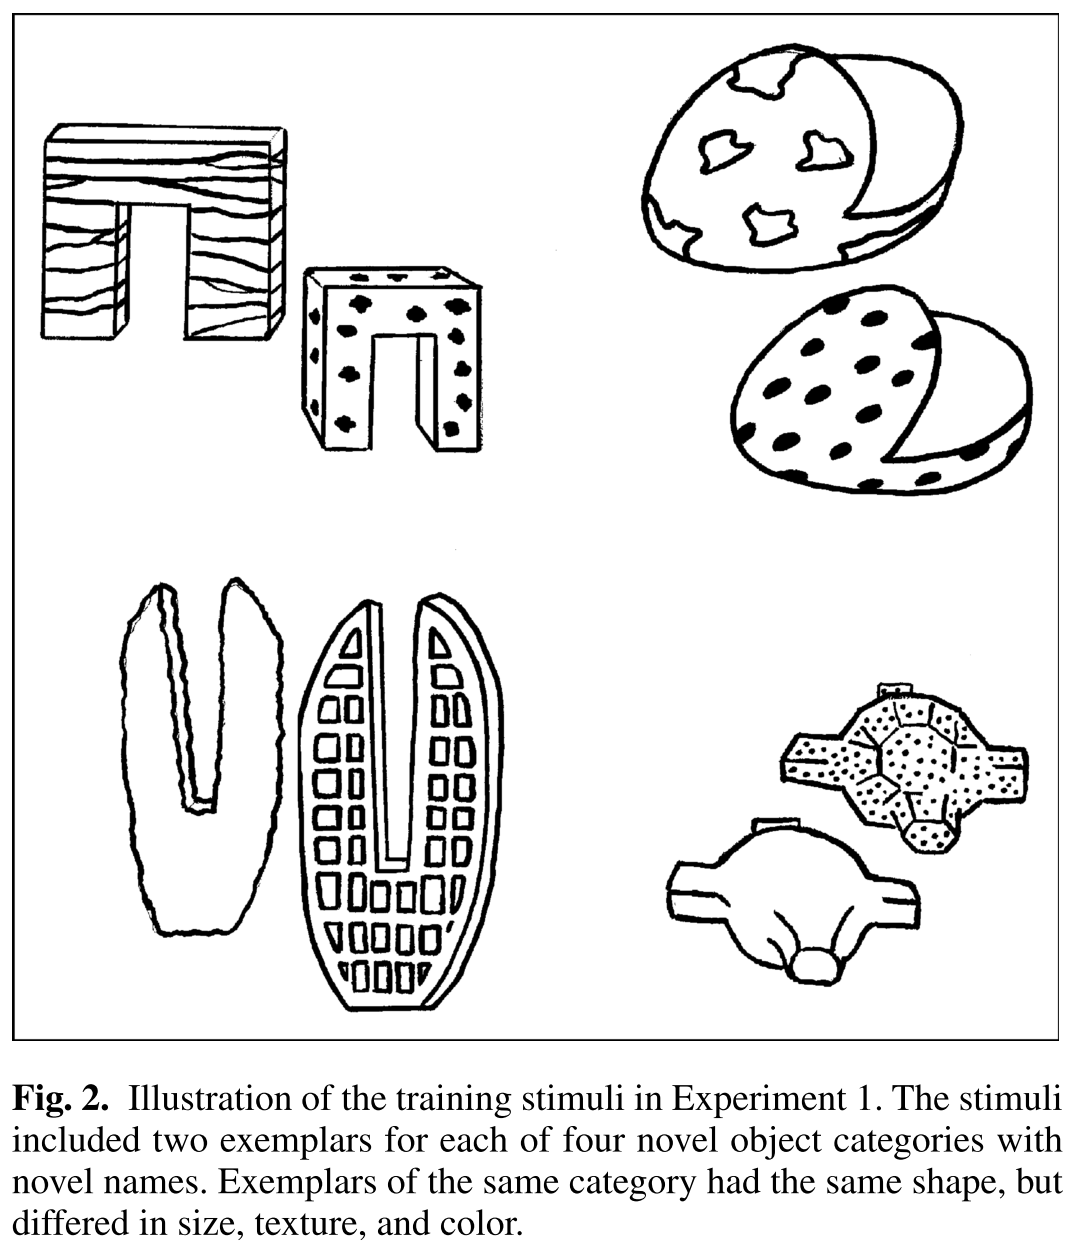 Fig. 2. Illustration of the training stimuli in Experiment 1. The stimuli
included two exemplars for each of four novel object categories with
novel names. Exemplars of the same category had the same shape, but
differed in size, texture, and color.